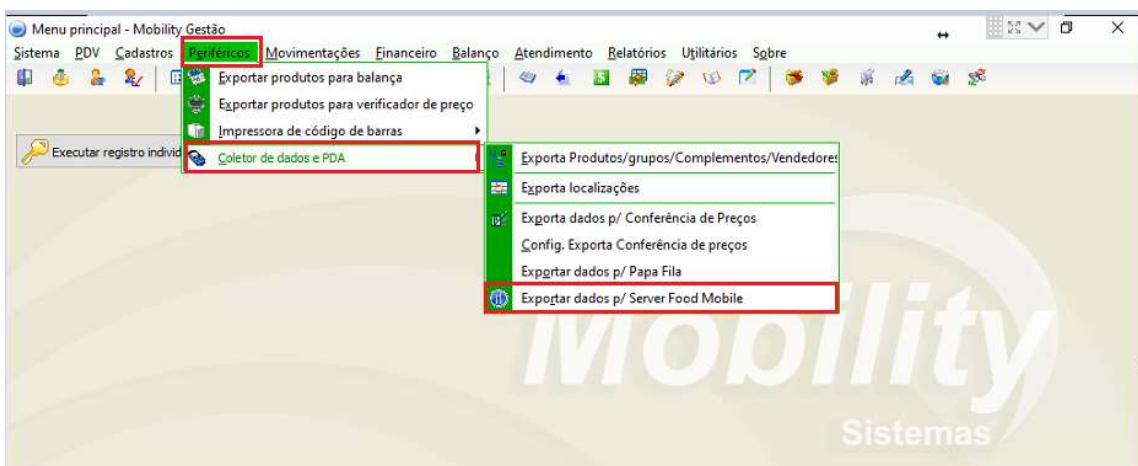 Menu principal - Mobility Gestão
Sistema PDV Cadastros Periféricos Movimentações Financeiro Balanço Atendimento Relatórios Utilitários Sobre
Exportar produtos para balança
Exportar produtos para verificador de preço
Impressora de código de barras
Executar registro individ
Coletor de dados e PDA
Exporta Produtos/grupos/Complementos/Vendedores
Exporta localizações
Exporta dados p/ Conferência de Preços
Config. Exporta Conferência de preços
Exportar dados p/ Papa Fila
Exportar dados p/ Server Food Mobile
Mobility
Sistemas